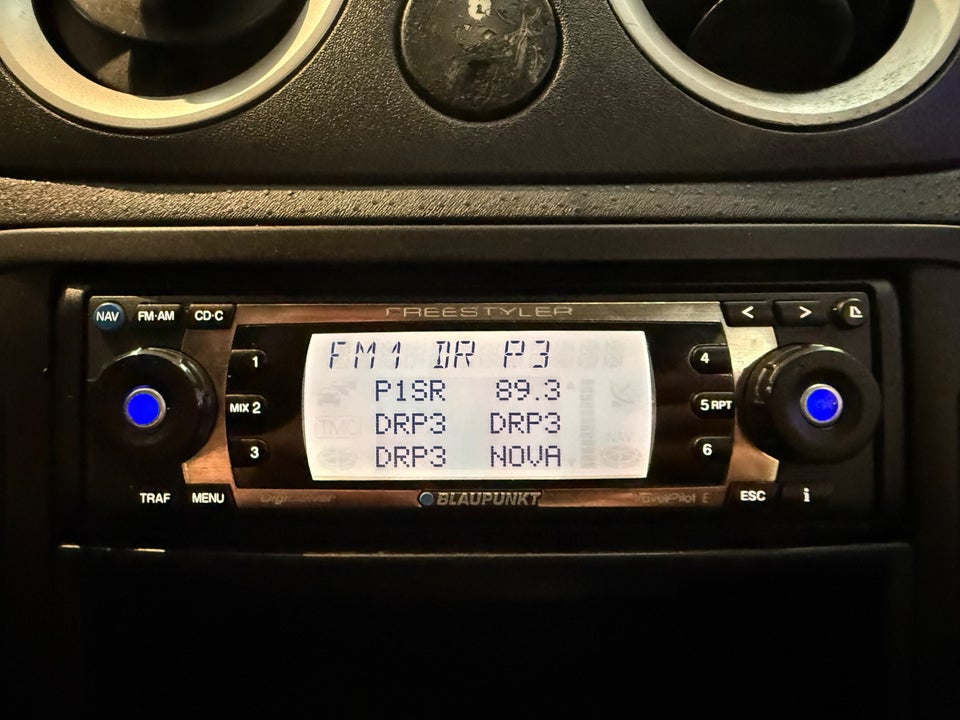 FREESTYLER
NAV FM·AM CD·C
< >
FM1 DR P3
P1SR 89.3
DRP3 DRP3
DRP3 NOVA
1
MIX 2
3
4
5 RPT
6
TRAF MENU
BLAUPUNKT
TravelPilot E
ESC i
TMC
NAV